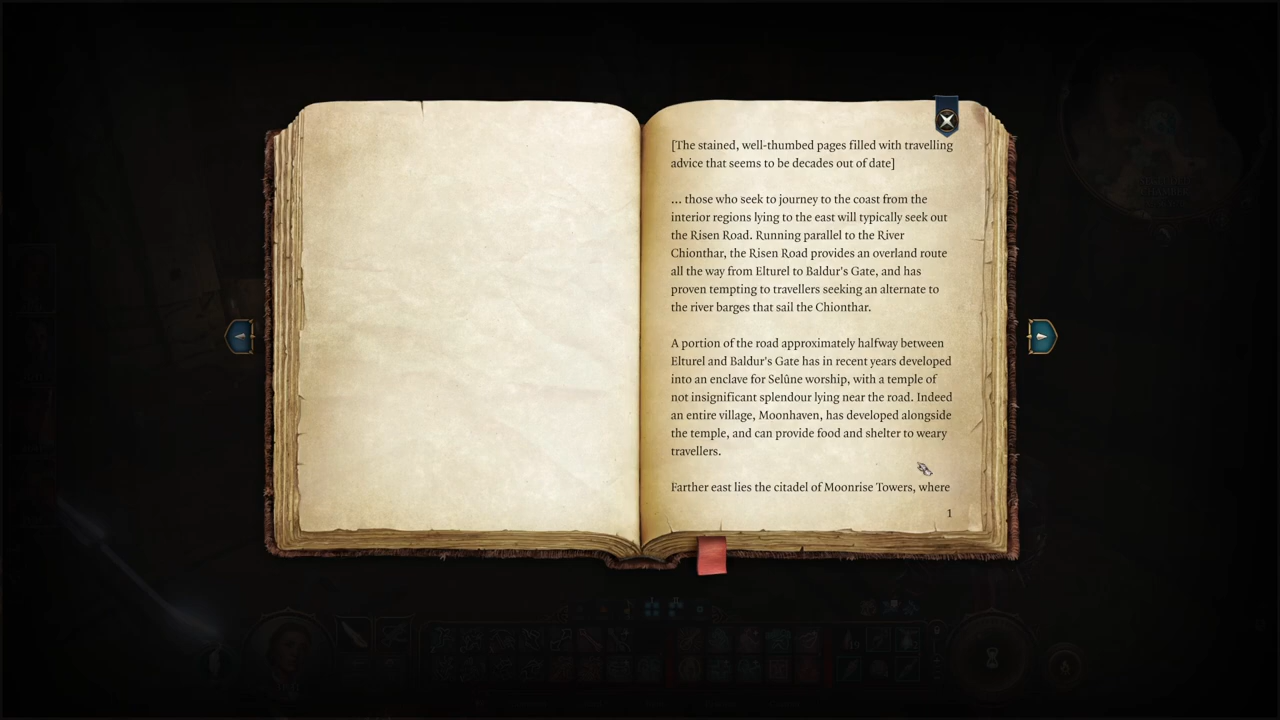 [The stained, well-thumbed pages filled with travelling
advice that seems to be decades out of date]
... those who seek to journey to the coast from the
interior regions lying to the east will typically seek out
the Risen Road. Running parallel to the River
Chionthar, the Risen Road provides an overland route
all the way from Elturel to Baldur's Gate, and has
proven tempting to travellers seeking an alternate to
the river barges that sail the Chionthar.
A portion of the road approximately halfway between
Elturel and Baldur's Gate has in recent years developed
into an enclave for Selûne worship, with a temple of
not insignificant splendour lying near the road. Indeed
an entire village, Moonhaven, has developed alongside
the temple, and can provide food and shelter to weary
travellers.
Farther east lies the citadel of Moonrise Towers, where
1